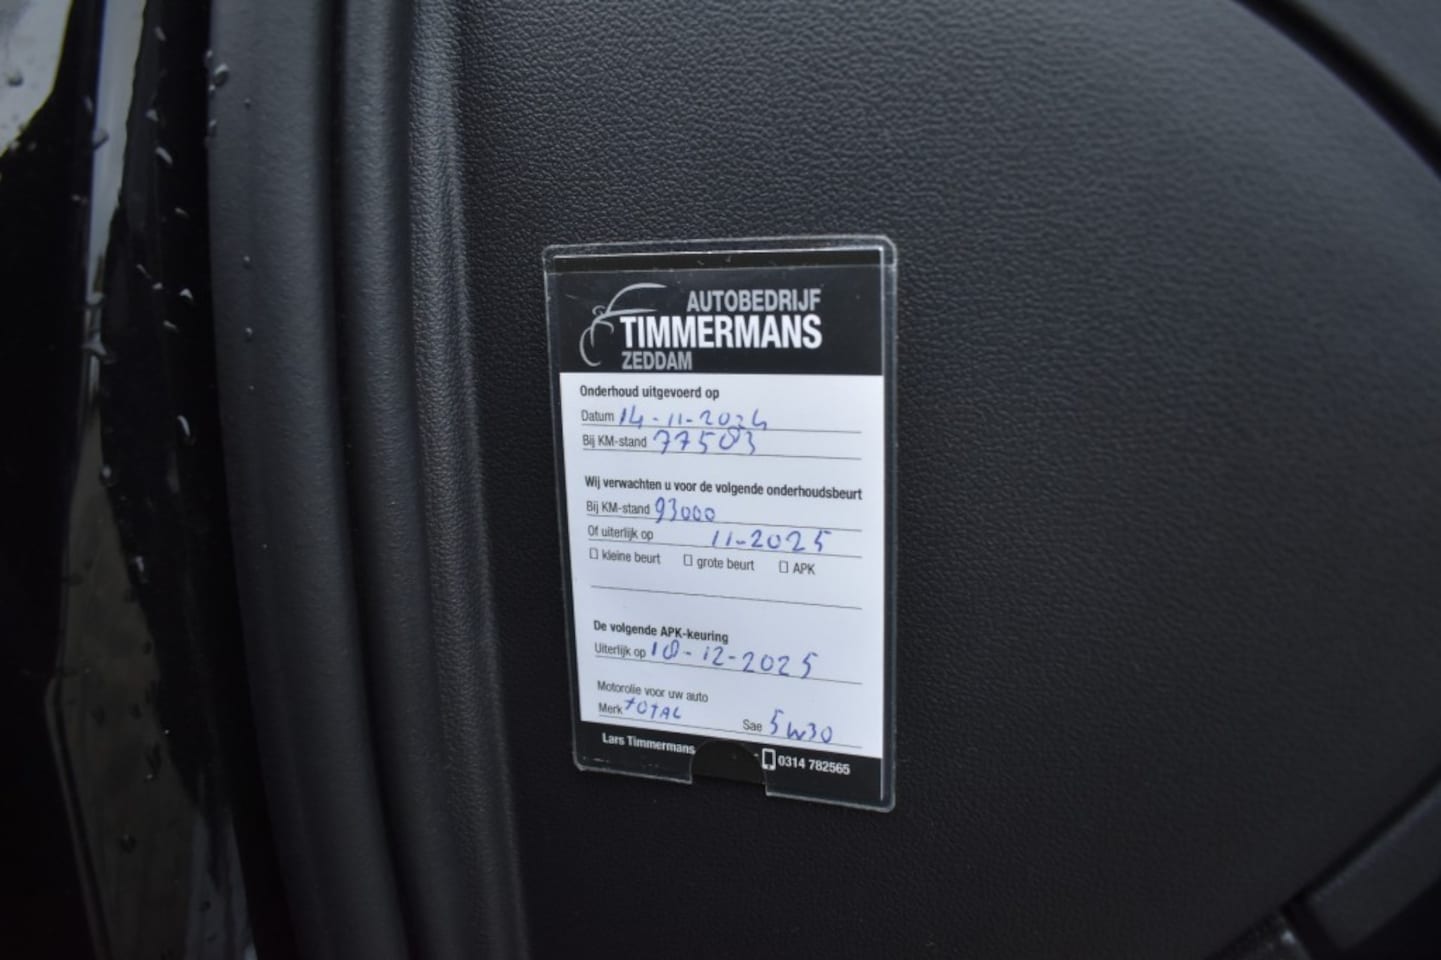 AUTOBEDRIJF
TIMMERMANS
ZEDDAM
Onderhoud uitgevoerd op
Datum 14-11-2024
Bij KM-stand 77503
Wij verwachten u voor de volgende onderhoudsbeurt
Bij KM-stand 93000
Of uiterlijk op 11-2025
kleine beurt grote beurt APK
De volgende APK-keuring
Uiterlijk op 18-12-2025
Motorolie voor uw auto
Merk TOTAL Sae 5w30
Lars Timmermans 0314 782565